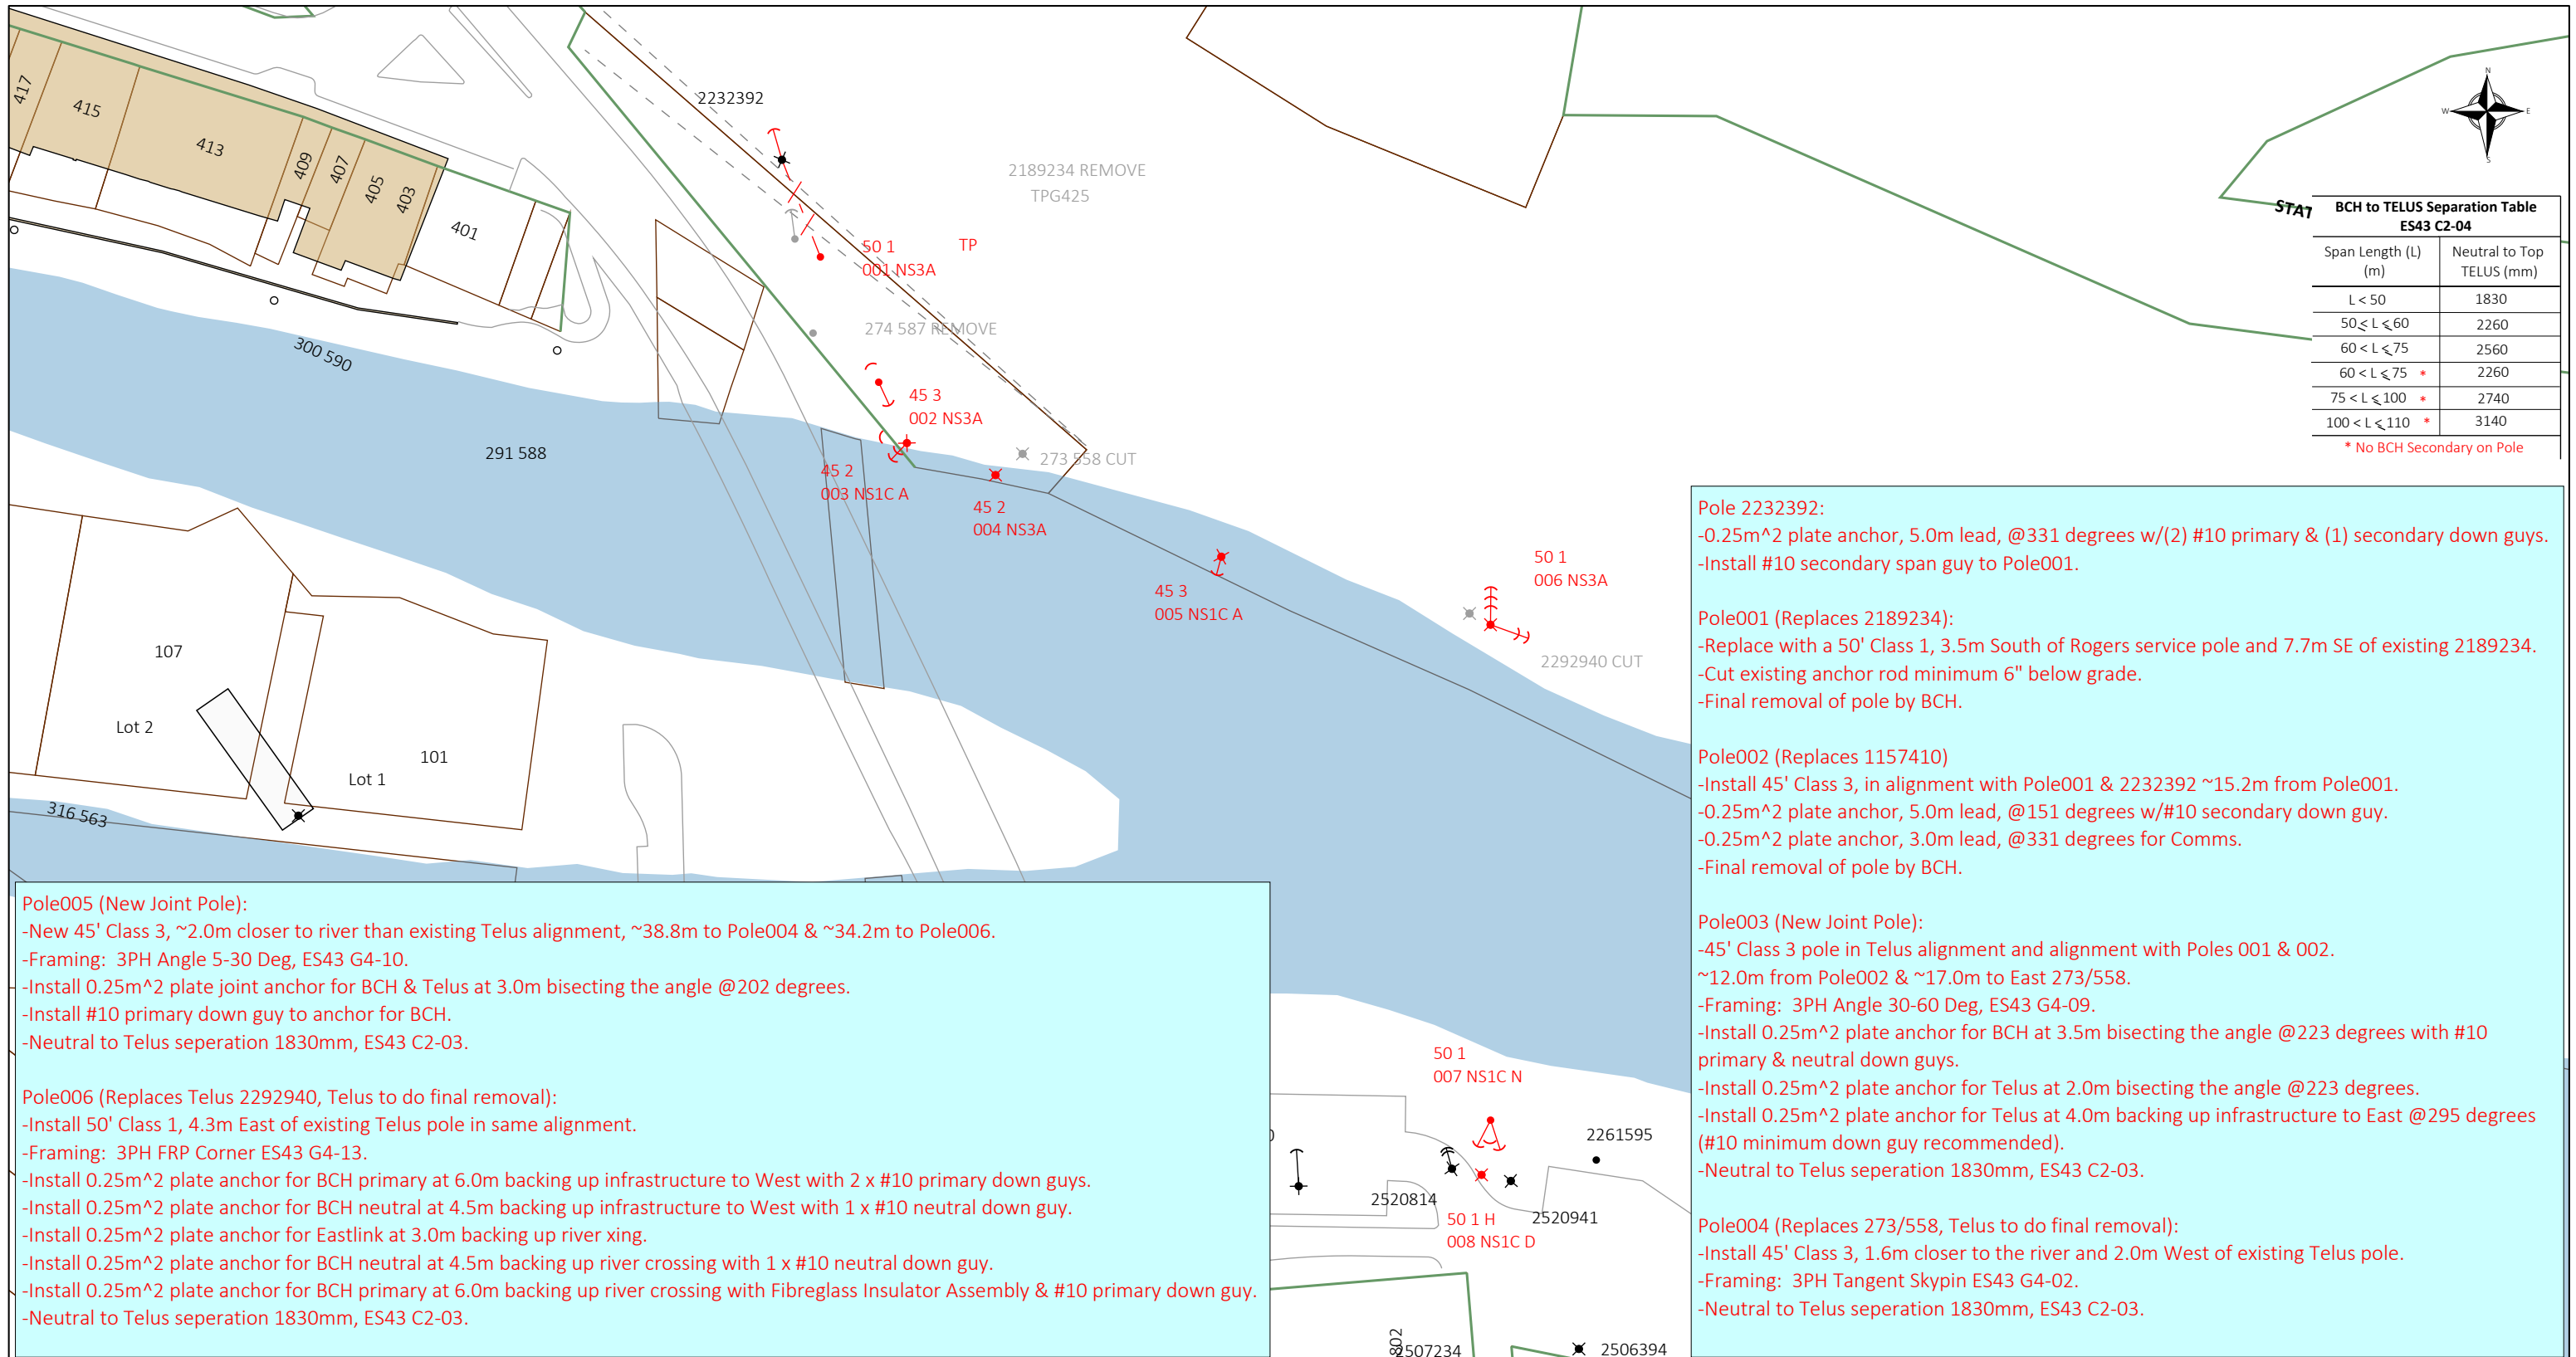 417
415
413
409
407
405
403
401
2232392
2189234 REMOVE
TPG425
50 1
TP
001 NS3A
274 587 REMOVE
45 3
002 NS3A
45 2
003 NS1C A
273 558 CUT
45 2
004 NS3A
45 3
005 NS1C A
50 1
006 NS3A
2292940 CUT
300 590
291 588
107
Lot 2
101
Lot 1
316 563
N
W
E
S
BCH to TELUS Separation Table
ES43 C2-04
Span Length (L)
(m)
Neutral to Top
TELUS (mm)
L < 50 1830
50 ≤ L ≤ 60 2260
60 < L ≤ 75 2560
60 < L ≤ 75 * 2260
75 < L ≤ 100 * 2740
100 < L ≤ 110 * 3140
* No BCH Secondary on Pole
Pole 2232392:
-0.25m^2 plate anchor, 5.0m lead, @331 degrees w/(2) #10 primary & (1) secondary down guys.
-Install #10 secondary span guy to Pole001.
Pole001 (Replaces 2189234):
-Replace with a 50' Class 1, 3.5m South of Rogers service pole and 7.7m SE of existing 2189234.
-Cut existing anchor rod minimum 6" below grade.
-Final removal of pole by BCH.
Pole002 (Replaces 1157410)
-Install 45' Class 3, in alignment with Pole001 & 2232392 ~15.2m from Pole001.
-0.25m^2 plate anchor, 5.0m lead, @151 degrees w/#10 secondary down guy.
-0.25m^2 plate anchor, 3.0m lead, @331 degrees for Comms.
-Final removal of pole by BCH.
Pole003 (New Joint Pole):
-45' Class 3 pole in Telus alignment and alignment with Poles 001 & 002.
~12.0m from Pole002 & ~17.0m to East 273/558.
-Framing: 3PH Angle 30-60 Deg, ES43 G4-09.
-Install 0.25m^2 plate anchor for BCH at 3.5m bisecting the angle @223 degrees with #10
primary & neutral down guys.
-Install 0.25m^2 plate anchor for Telus at 2.0m bisecting the angle @223 degrees.
-Install 0.25m^2 plate anchor for Telus at 4.0m backing up infrastructure to East @295 degrees
(#10 minimum down guy recommended).
-Neutral to Telus seperation 1830mm, ES43 C2-03.
Pole004 (Replaces 273/558, Telus to do final removal):
-Install 45' Class 3, 1.6m closer to the river and 2.0m West of existing Telus pole.
-Framing: 3PH Tangent Skypin ES43 G4-02.
-Neutral to Telus seperation 1830mm, ES43 C2-03.
Pole005 (New Joint Pole):
-New 45' Class 3, ~2.0m closer to river than existing Telus alignment, ~38.8m to Pole004 & ~34.2m to Pole006.
-Framing: 3PH Angle 5-30 Deg, ES43 G4-10.
-Install 0.25m^2 plate joint anchor for BCH & Telus at 3.0m bisecting the angle @202 degrees.
-Install #10 primary down guy to anchor for BCH.
-Neutral to Telus seperation 1830mm, ES43 C2-03.
Pole006 (Replaces Telus 2292940, Telus to do final removal):
-Install 50' Class 1, 4.3m East of existing Telus pole in same alignment.
-Framing: 3PH FRP Corner ES43 G4-13.
-Install 0.25m^2 plate anchor for BCH primary at 6.0m backing up infrastructure to West with 2 x #10 primary down guys.
-Install 0.25m^2 plate anchor for BCH neutral at 4.5m backing up infrastructure to West with 1 x #10 neutral down guy.
-Install 0.25m^2 plate anchor for Eastlink at 3.0m backing up river xing.
-Install 0.25m^2 plate anchor for BCH neutral at 4.5m backing up river crossing with 1 x #10 neutral down guy.
-Install 0.25m^2 plate anchor for BCH primary at 6.0m backing up river crossing with Fibreglass Insulator Assembly & #10 primary down guy.
-Neutral to Telus seperation 1830mm, ES43 C2-03.
50 1
007 NS1C N
2261595
2520814
2520941
50 1 H
008 NS1C D
2507234
2506394